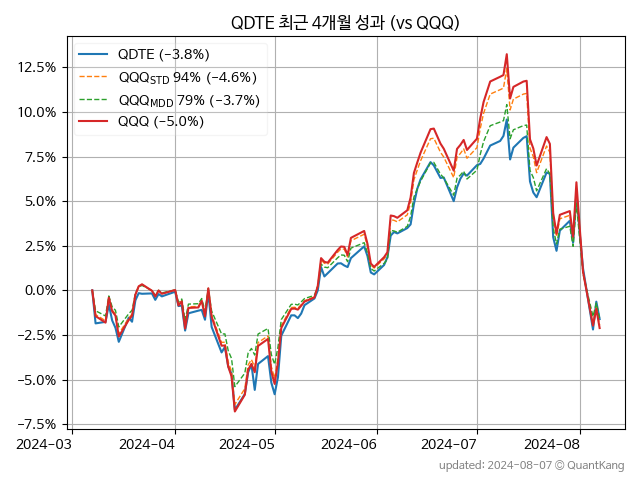 QDTE 최근 4개월 성과 (vs QQQ)
QDTE (−3.8%)
QQQSTD 94% (−4.6%)
QQQMDD 79% (−3.7%)
QQQ (−5.0%)
12.5%
10.0%
7.5%
5.0%
2.5%
0.0%
−2.5%
−5.0%
−7.5%
2024-03 2024-04 2024-05 2024-06 2024-07 2024-08
updated: 2024-08-07 © QuantKang